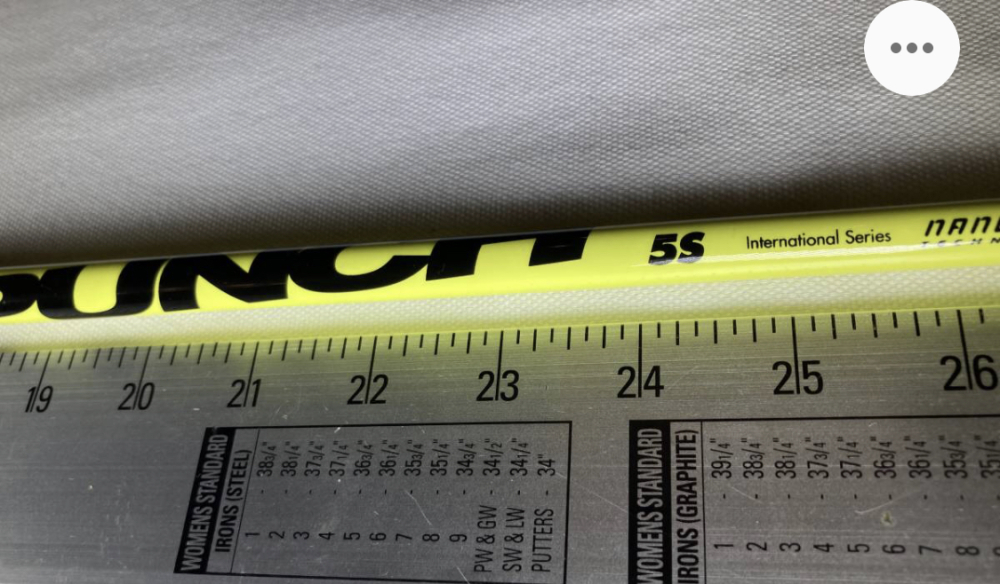 5S International Series
19 20 21 22 23 24 25 26
WOMENS STANDARD
IRONS (STEEL)
1 - 38 3/4"
2 - 38 1/4"
3 - 37 3/4"
4 - 37 1/4"
5 - 36 3/4"
6 - 36 1/4"
7 - 35 3/4"
8 - 35 1/4"
9 - 34 3/4"
PW & GW - 34 1/2"
SW & LW - 34 1/4"
PUTTERS - 34"
WOMENS STANDARD
IRONS (GRAPHITE)
1 - 39 1/4"
2 - 38 3/4"
3 - 38 1/4"
4 - 37 3/4"
5 - 37 1/4"
6 - 36 3/4"
7 - 36 1/4"
8 - 35 3/4"